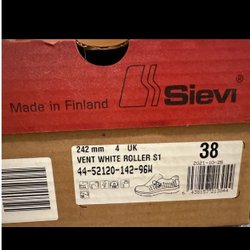 Sievi
Made in Finland
242 mm 4 UK
VENT WHITE ROLLER S1
38
2021-10-25
44-52120-142-96W